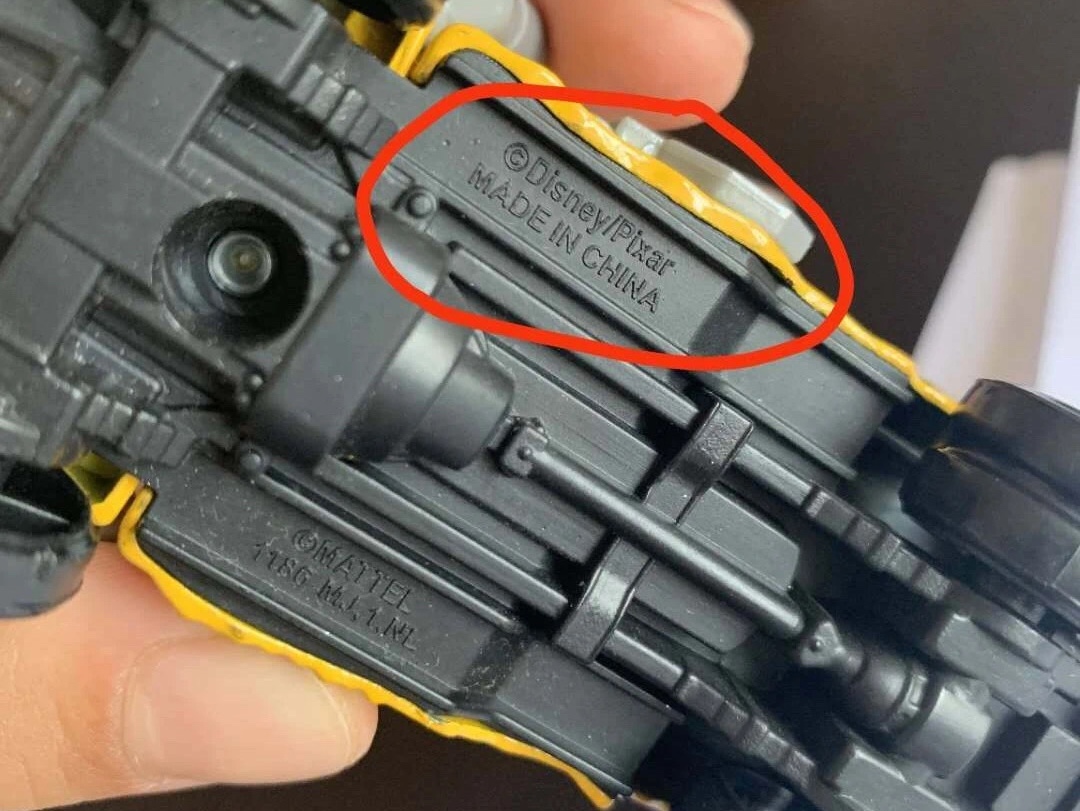 ©Disney/Pixar
MADE IN CHINA
©MATTEL
1186 MJ,1,NL